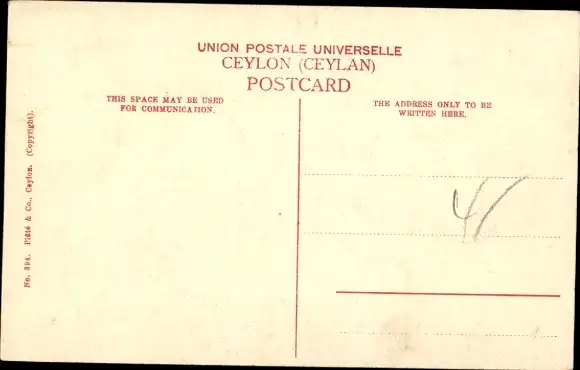 UNION POSTALE UNIVERSELLE
CEYLON (CEYLAN)
POSTCARD
THIS SPACE MAY BE USED
FOR COMMUNICATION.
THE ADDRESS ONLY TO BE
WRITTEN HERE.
No. 394. Plâté & Co., Ceylon. (Copyright).